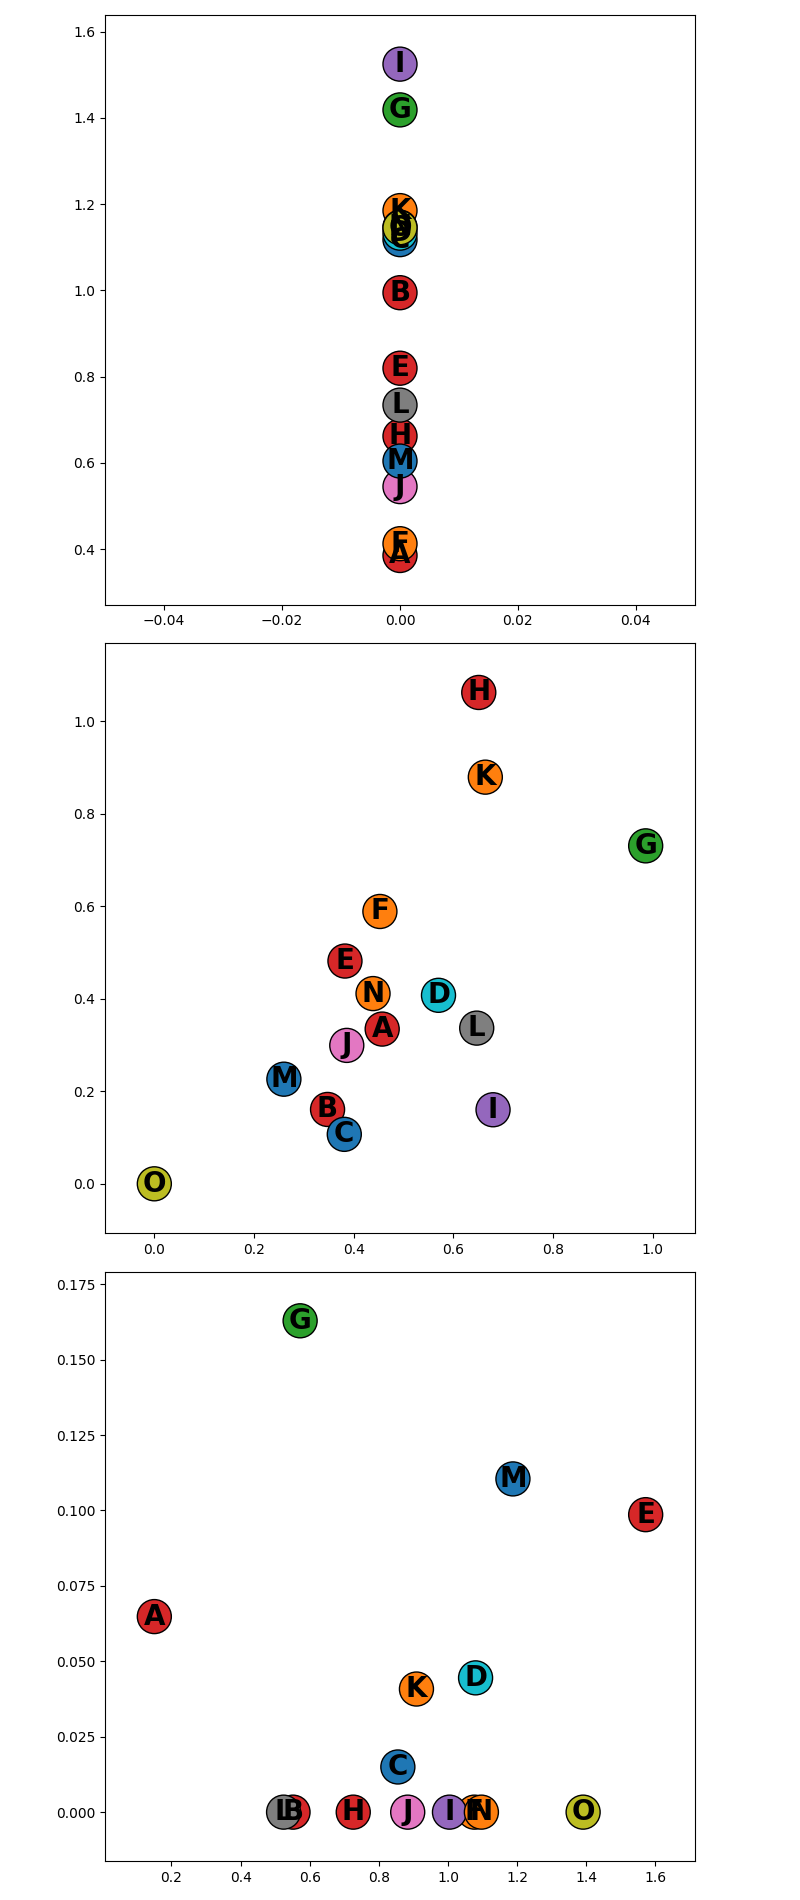 1.6
I
1.4
G
1.2
K
C
1.0
B
0.8
E
L
H
0.6
M
J
F
0.4
A
−0.04 −0.02 0.00 0.02 0.04
H
1.0
K
0.8
G
0.6
F
E
0.4
N D
A L
J
0.2
M
B I
C
0.0
O
0.0 0.2 0.4 0.6 0.8 1.0
0.175
G
0.150
0.125
M
0.100
E
0.075
A
0.050
D
K
0.025
C
0.000
L B H J I F N O
0.2 0.4 0.6 0.8 1.0 1.2 1.4 1.6